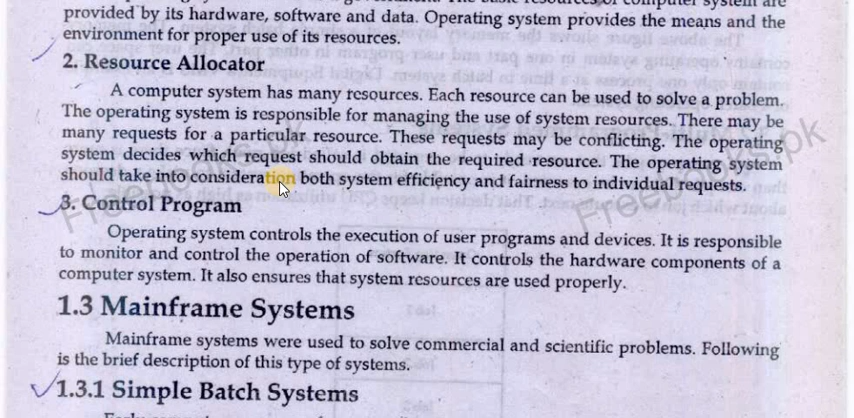 provided by its hardware, software and data. Operating system provides the means and the
environment for proper use of its resources.
2. Resource Allocator
A computer system has many resources. Each resource can be used to solve a problem.
The operating system is responsible for managing the use of system resources. There may be
many requests for a particular resource. These requests may be conflicting. The operating
system decides which request should obtain the required resource. The operating system
should take into consideration both system efficiency and fairness to individual requests.
3. Control Program
Operating system controls the execution of user programs and devices. It is responsible
to monitor and control the operation of software. It controls the hardware components of a
computer system. It also ensures that system resources are used properly.
1.3 Mainframe Systems
Mainframe systems were used to solve commercial and scientific problems. Following
is the brief description of this type of systems.
1.3.1 Simple Batch Systems
Freebooks.pk
Freebooks.pk